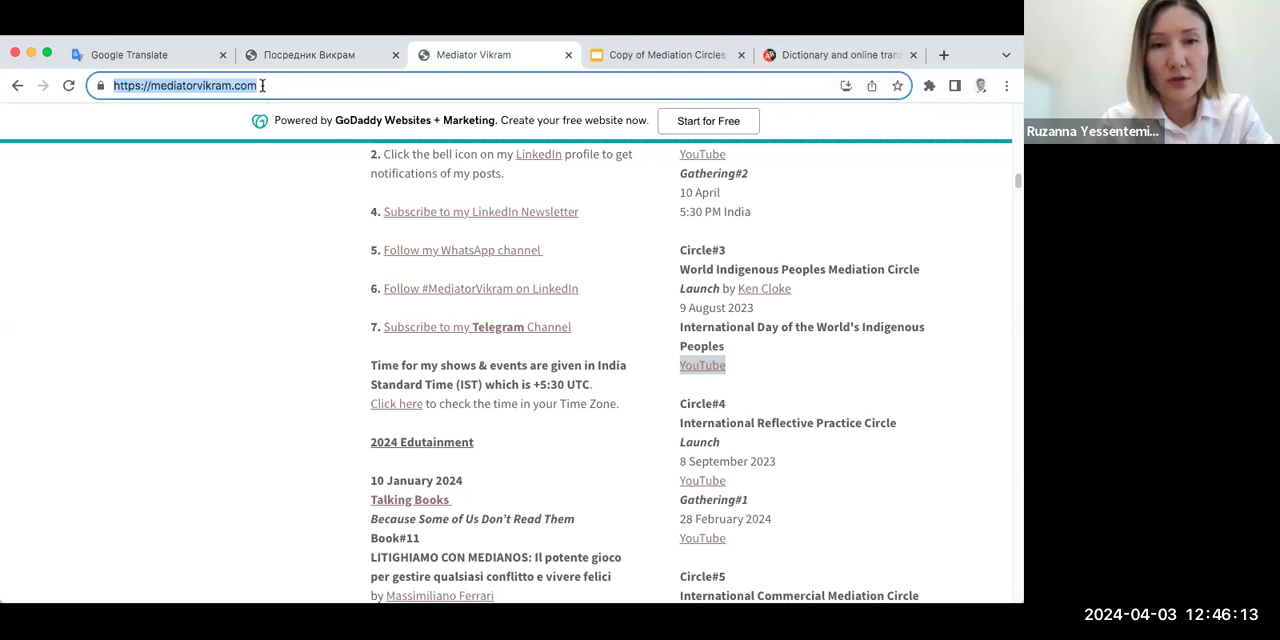 Google Translate
Посредник Викрам
Mediator Vikram
Copy of Mediation Circles
Dictionary and online tran
https://mediatorvikram.com
Powered by GoDaddy Websites + Marketing. Create your free website now.
Start for Free
Ruzanna Yessentemi...
2. Click the bell icon on my LinkedIn profile to get
notifications of my posts.
4. Subscribe to my LinkedIn Newsletter
5. Follow my WhatsApp channel
6. Follow #MediatorVikram on LinkedIn
7. Subscribe to my Telegram Channel
Time for my shows & events are given in India
Standard Time (IST) which is +5:30 UTC.
Click here to check the time in your Time Zone.
2024 Edutainment
10 January 2024
Talking Books
Because Some of Us Don't Read Them
Book#11
LITIGHIAMO CON MEDIANOS: Il potente gioco
per gestire qualsiasi conflitto e vivere felici
by Massimiliano Ferrari
YouTube
Gathering#2
10 April
5:30 PM India
Circle#3
World Indigenous Peoples Mediation Circle
Launch by Ken Cloke
9 August 2023
International Day of the World's Indigenous
Peoples
YouTube
Circle#4
International Reflective Practice Circle
Launch
8 September 2023
YouTube
Gathering#1
28 February 2024
YouTube
Circle#5
International Commercial Mediation Circle
2024-04-03 12:46:13